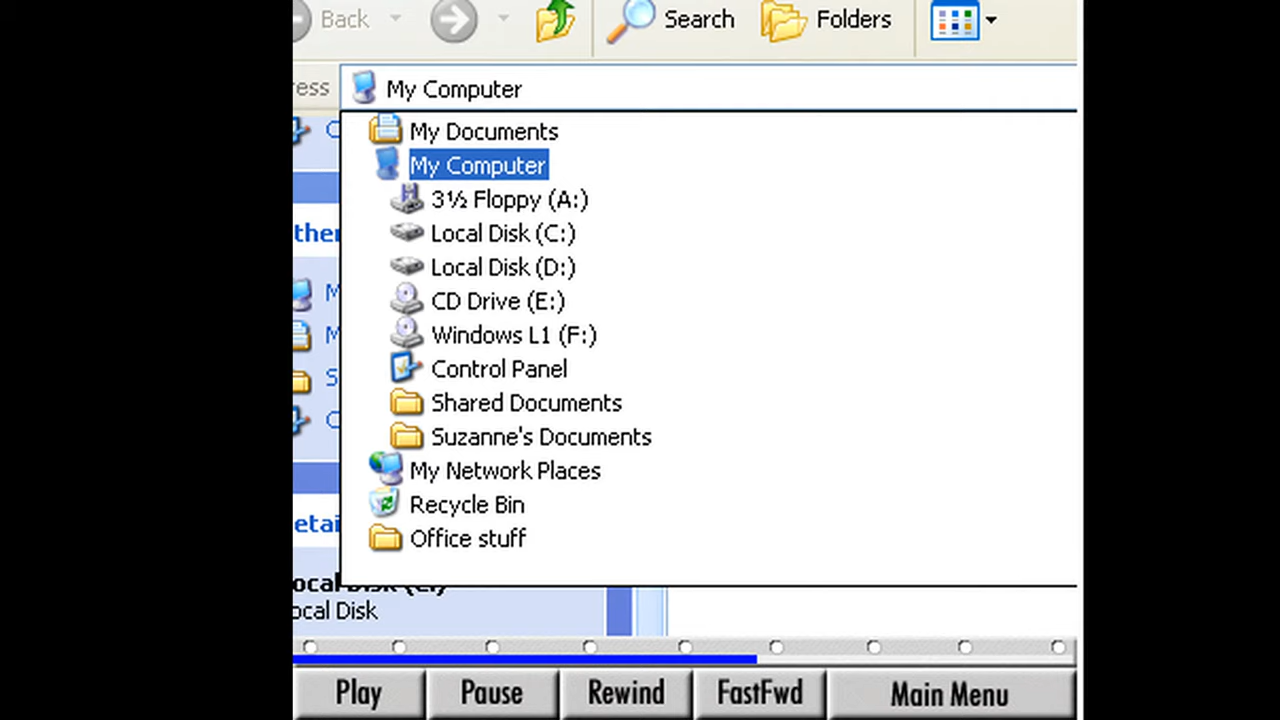 Back Search Folders
ress My Computer
My Documents
My Computer
3½ Floppy (A:)
Local Disk (C:)
ther
Local Disk (D:)
CD Drive (E:)
Windows L1 (F:)
Control Panel
Shared Documents
Suzanne's Documents
My Network Places
Recycle Bin
etai
Office stuff
ocal Disk (C:)
ocal Disk
Play Pause Rewind FastFwd Main Menu